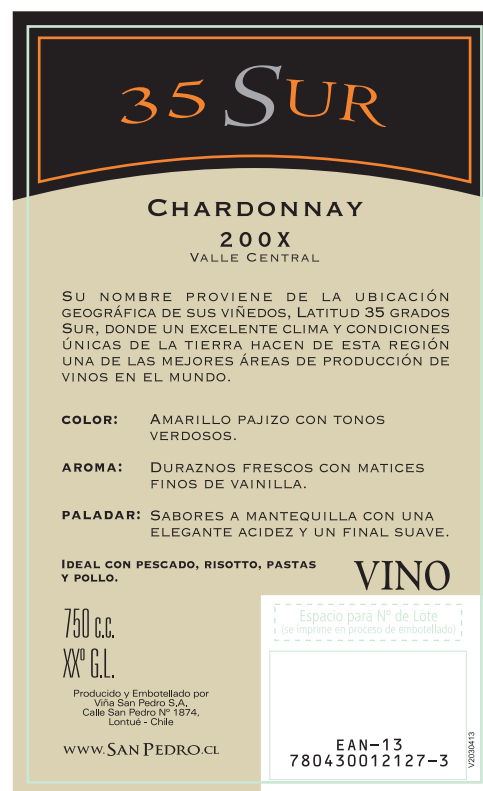 35 SUR
CHARDONNAY
200X
VALLE CENTRAL
SU NOMBRE PROVIENE DE LA UBICACIÓN
GEOGRÁFICA DE SUS VIÑEDOS, LATITUD 35 GRADOS
SUR, DONDE UN EXCELENTE CLIMA Y CONDICIONES
ÚNICAS DE LA TIERRA HACEN DE ESTA REGIÓN
UNA DE LAS MEJORES ÁREAS DE PRODUCCIÓN DE
VINOS EN EL MUNDO.
COLOR: AMARILLO PAJIZO CON TONOS
VERDOSOS.
AROMA: DURAZNOS FRESCOS CON MATICES
FINOS DE VAINILLA.
PALADAR: SABORES A MANTEQUILLA CON UNA
ELEGANTE ACIDEZ Y UN FINAL SUAVE.
IDEAL CON PESCADO, RISOTTO, PASTAS
Y POLLO.
VINO
750 c.c.
XXº G.L.
Producido y Embotellado por
Viña San Pedro S,A,
Calle San Pedro Nº 1874,
Lontué - Chile
WWW.SAN PEDRO.CL
Espacio para Nº de Lote
(se imprime en proceso de embotellado)
EAN-13
780430012127-3
V2030413